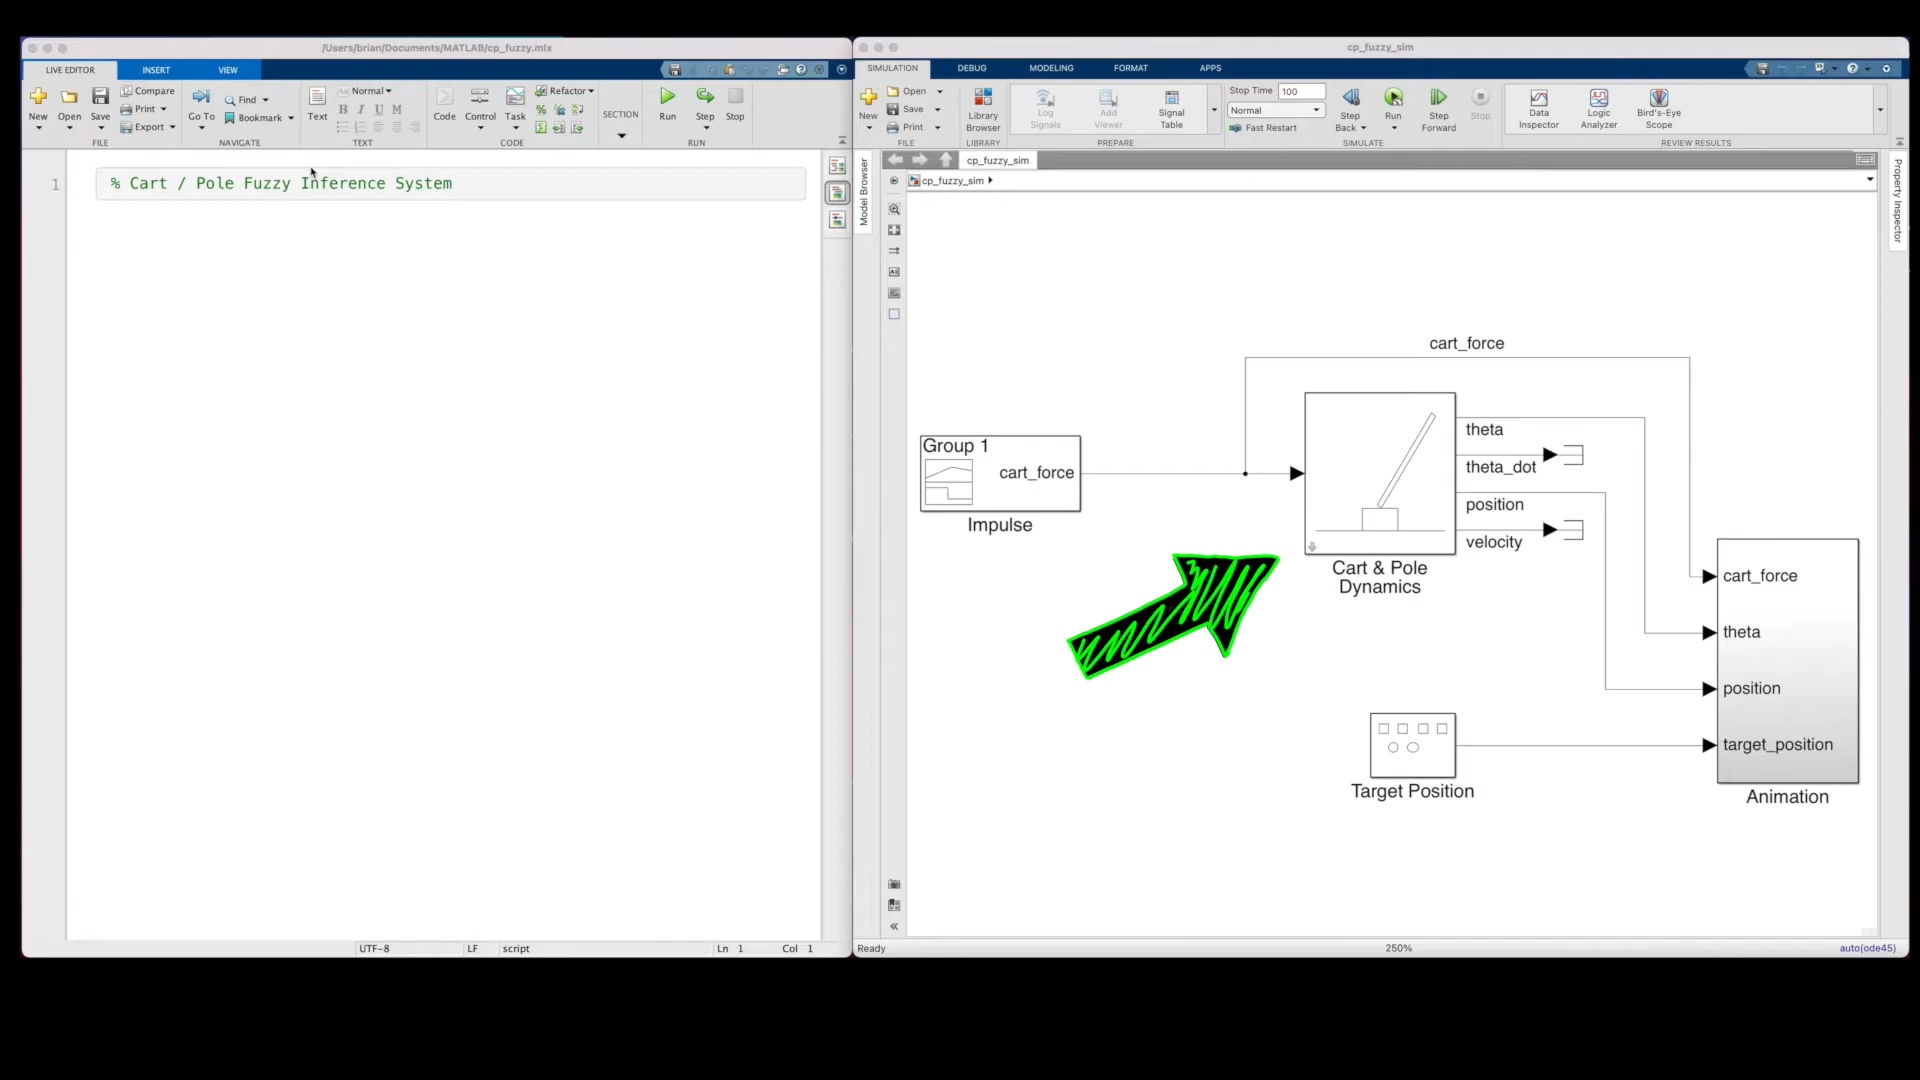 /Users/brian/Documents/MATLAB/cp_fuzzy.mlx
LIVE EDITOR
INSERT
VIEW
New
Open
Save
Compare
Print
Export
FILE
Go To
Find
Bookmark
NAVIGATE
Text
Normal
B I U M
TEXT
Code
Control
Task
Refactor
CODE
SECTION
Run
Step
Stop
RUN
1
% Cart / Pole Fuzzy Inference System
UTF-8
LF
script
Ln 1
Col 1
cp_fuzzy_sim
SIMULATION
DEBUG
MODELING
FORMAT
APPS
New
Open
Save
Print
FILE
Library
Browser
LIBRARY
Log
Signals
Add
Viewer
Signal
Table
PREPARE
Stop Time 100
Normal
Fast Restart
Step
Back
Run
Step
Forward
Stop
SIMULATE
Data
Inspector
Logic
Analyzer
Bird's-Eye
Scope
REVIEW RESULTS
Model Browser
cp_fuzzy_sim
cp_fuzzy_sim
Property Inspector
cart_force
Group 1
cart_force
Impulse
theta
theta_dot
position
velocity
Cart & Pole
Dynamics
cart_force
theta
position
target_position
Animation
Target Position
Ready
250%
auto(ode45)